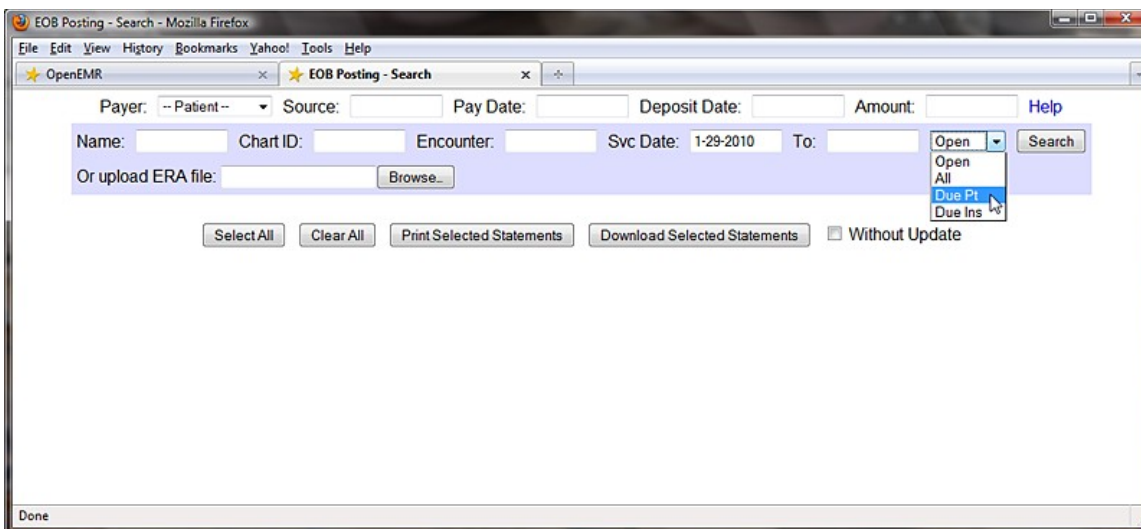 EOB Posting - Search - Mozilla Firefox
File Edit View History Bookmarks Yahoo! Tools Help
OpenEMR EOB Posting - Search
Payer: -- Patient -- Source: Pay Date: Deposit Date: Amount: Help
Name: Chart ID: Encounter: Svc Date: 1-29-2010 To: Open Search
Open
All
Or upload ERA file: Browse... Due Pt
Due Ins
Select All Clear All Print Selected Statements Download Selected Statements Without Update
Done